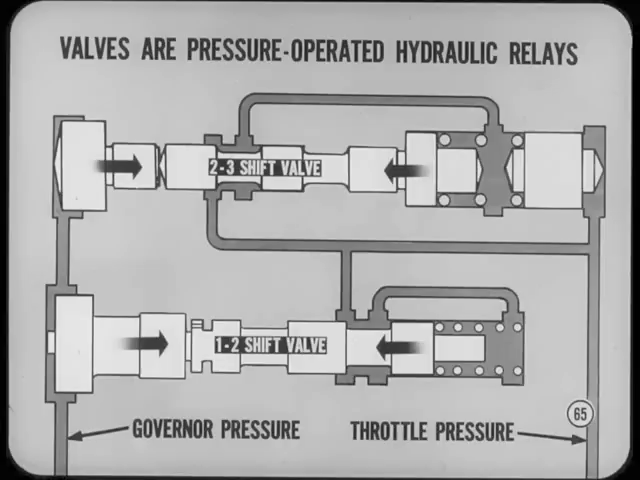 VALVES ARE PRESSURE-OPERATED HYDRAULIC RELAYS
2-3 SHIFT VALVE
1-2 SHIFT VALVE
65
GOVERNOR PRESSURE
THROTTLE PRESSURE